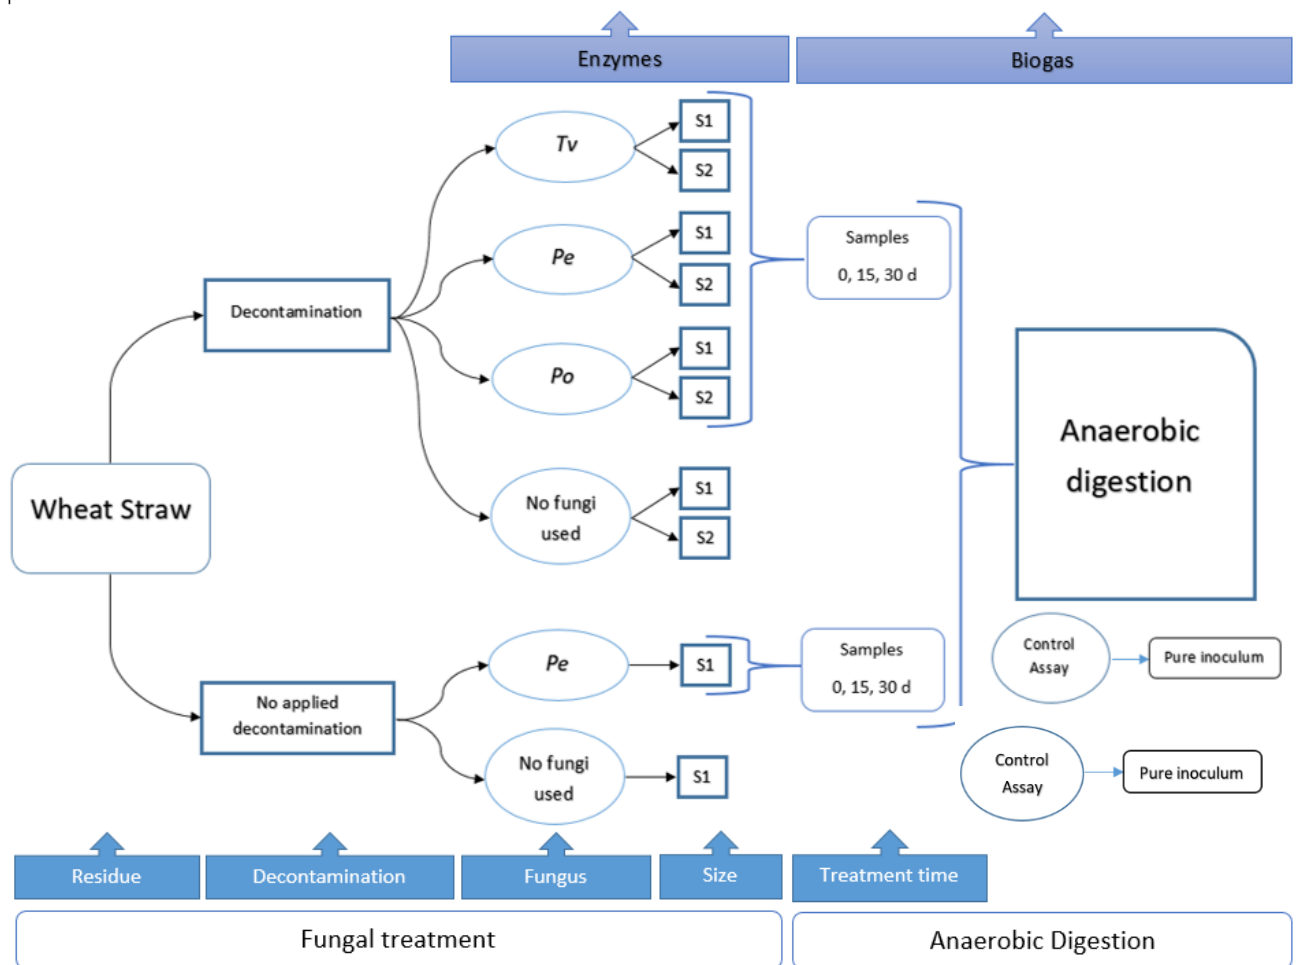 Enzymes
Biogas
Tv
S1
S2
Pe
S1
S2
Samples
0, 15, 30 d
Decontamination
Po
S1
S2
Anaerobic
digestion
Wheat Straw
No fungi
used
S1
S2
Pe
S1
Samples
0, 15, 30 d
Control
Assay
Pure inoculum
No applied
decontamination
No fungi
used
S1
Control
Assay
Pure inoculum
Residue
Decontamination
Fungus
Size
Treatment time
Fungal treatment
Anaerobic Digestion